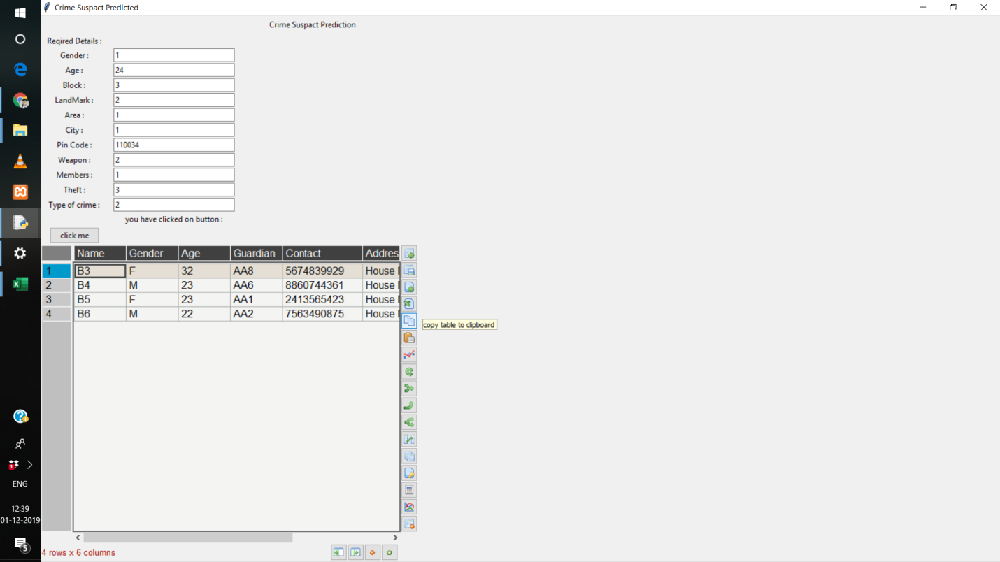 Crime Suspect Predicted
Crime Suspect Prediction
Reqired Details :
Gender : 1
Age : 24
Block : 3
LandMark : 2
Area : 1
City : 1
Pin Code : 110034
Weapon : 2
Members : 1
Theft : 3
Type of crime : 2
you have clicked on button :
click me
Name Gender Age Guardian Contact Addres
1 B3 F 32 AA8 5674839929 House
2 B4 M 23 AA6 8860744361 House
3 B5 F 23 AA1 2413565423 House
4 B6 M 22 AA2 7563490875 House
copy table to clipboard
4 rows x 6 columns
1
ENG
12:39
01-12-2019
5